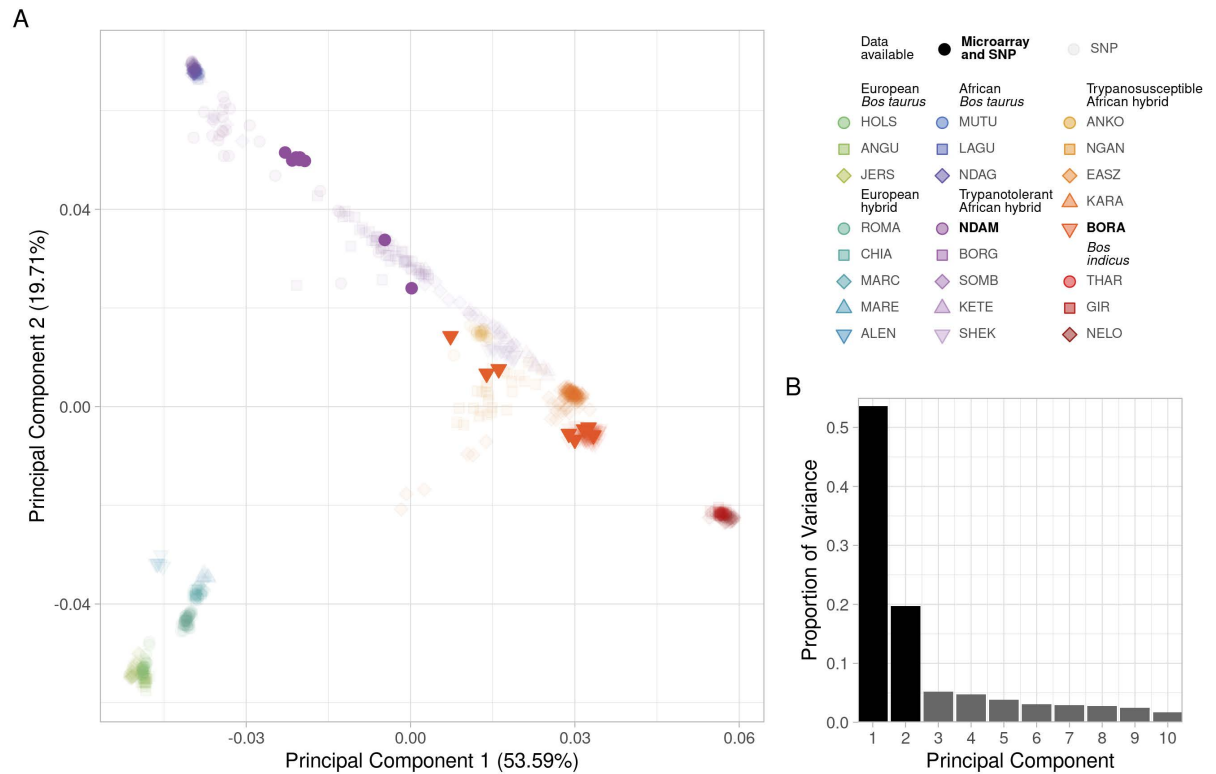 A
Principal Component 2 (19.71%)
0.04
0.00
-0.04
-0.03
0.00
0.03
0.06
Principal Component 1 (53.59%)
Data
available
Microarray
and SNP
SNP
European
Bos taurus
HOLS
ANGU
JERS
European
hybrid
ROMA
CHIA
MARC
MARE
ALEN
African
Bos taurus
MUTU
LAGU
NDAG
Trypanotolerant
African hybrid
NDAM
BORG
SOMB
KETE
SHEK
Trypanosusceptible
African hybrid
ANKO
NGAN
EASZ
KARA
BORA
Bos
indicus
THAR
GIR
NELO
B
Proportion of Variance
0.5
0.4
0.3
0.2
0.1
0.0
1 2 3 4 5 6 7 8 9 10
Principal Component